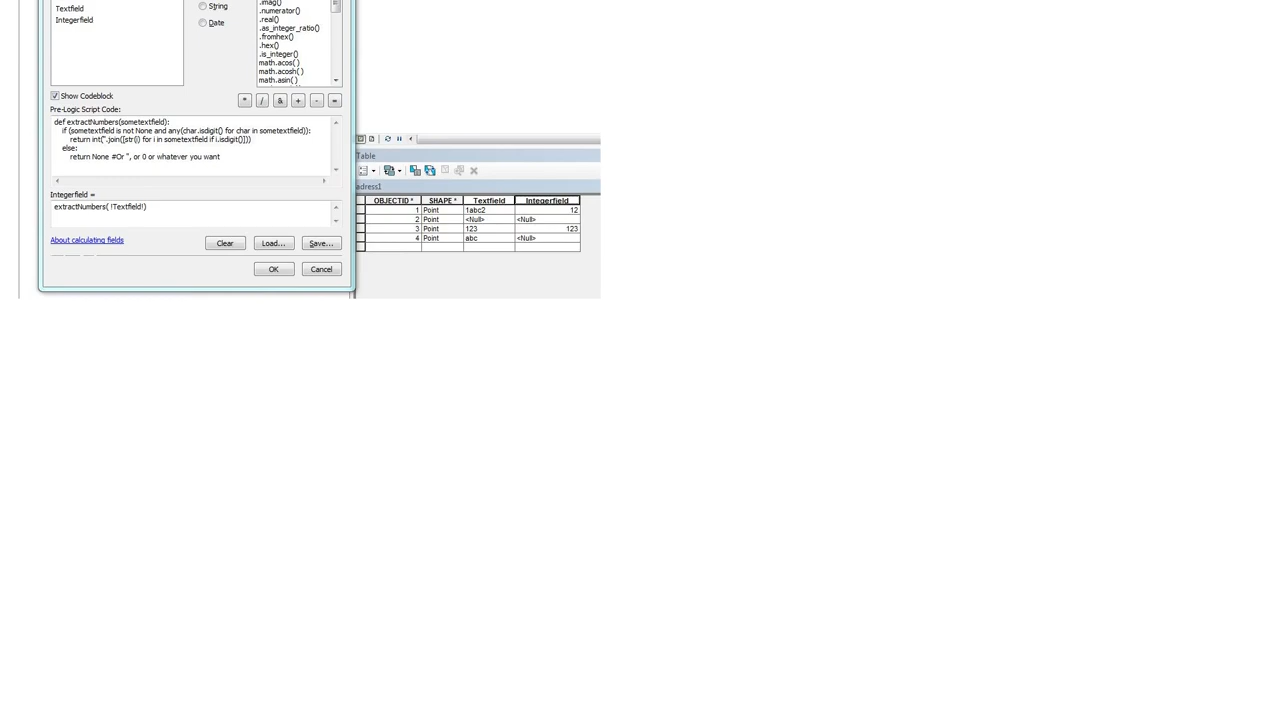 Textfield
Integerfield
String
Date
.imag()
.numerator()
.real()
.as_integer_ratio()
.fromhex()
.hex()
.is_integer()
math.acos( )
math.acosh( )
math.asin( )
Show Codeblock
* / & + - =
Pre-Logic Script Code:
def extractNumbers(sometextfield):
if (sometextfield is not None and any(char.isdigit() for char in sometextfield)):
return int(''.join([str(i) for i in sometextfield if i.isdigit()]))
else:
return None #Or '', or 0 or whatever you want
Integerfield =
extractNumbers( !Textfield!)
About calculating fields
Clear Load... Save...
OK Cancel
Table
adress1
OBJECTID * SHAPE * Textfield Integerfield
1 Point 1abc2 12
2 Point <Null> <Null>
3 Point 123 123
4 Point abc <Null>